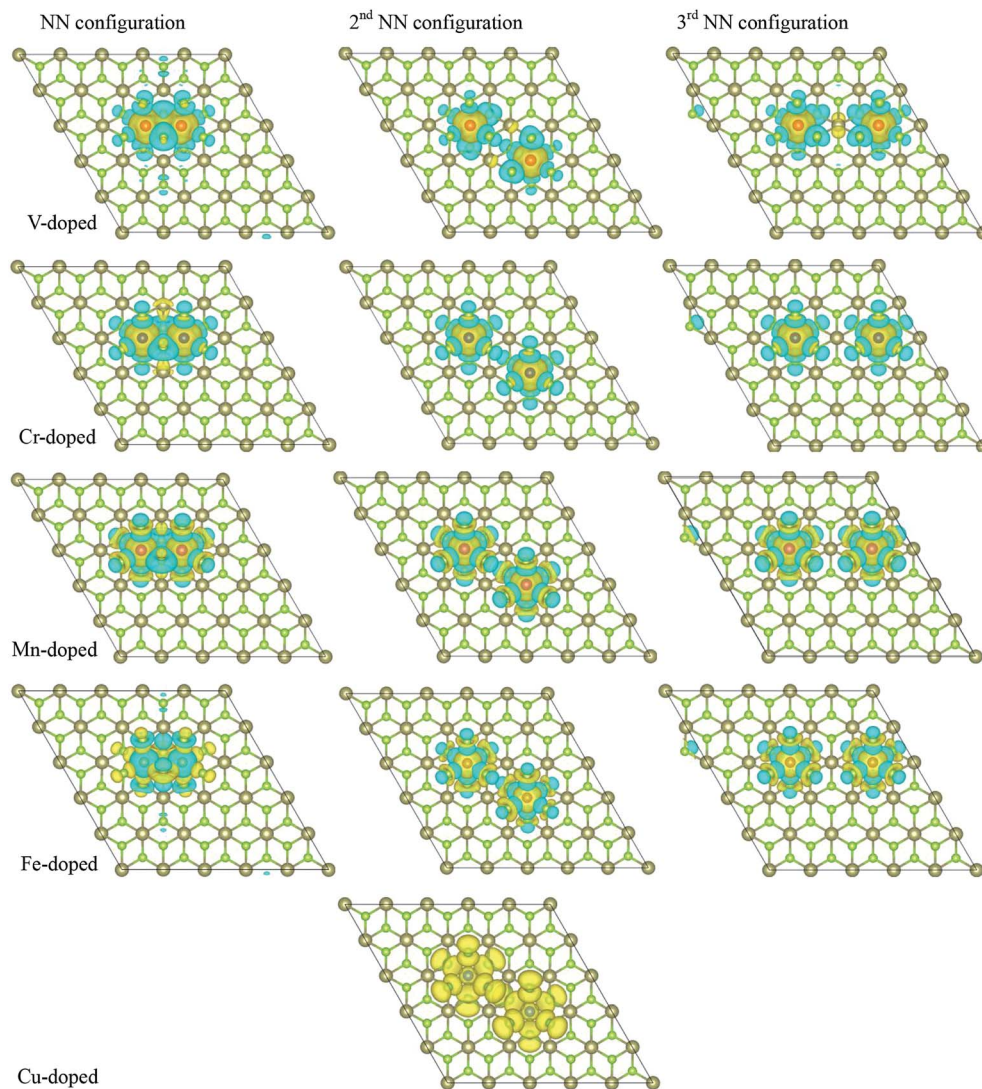 NN configuration
2nd NN configuration
3rd NN configuration
V-doped
Cr-doped
Mn-doped
Fe-doped
Cu-doped